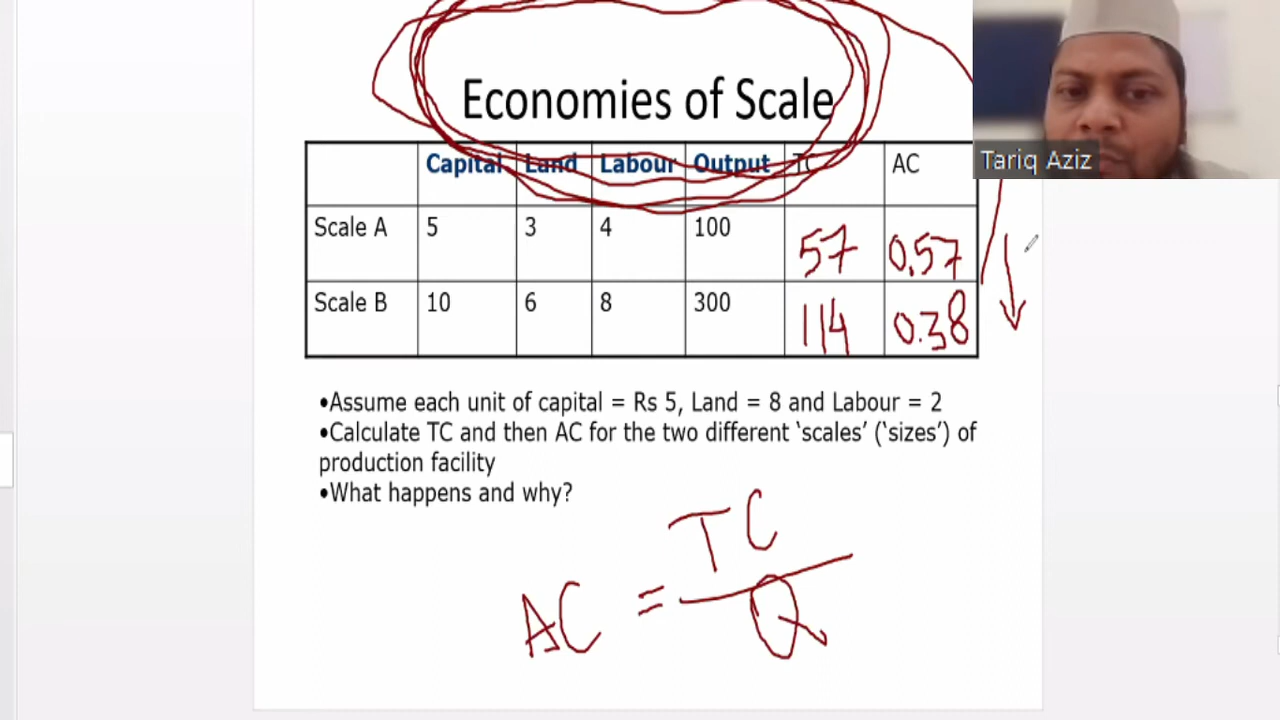 Economies of Scale
Capital Land Labour Output TC AC
Tariq Aziz
Scale A 5 3 4 100 57 0.57
Scale B 10 6 8 300 114 0.38
•Assume each unit of capital = Rs 5, Land = 8 and Labour = 2
•Calculate TC and then AC for the two different ‘scales’ (‘sizes’) of
production facility
•What happens and why?
AC = TC / Q